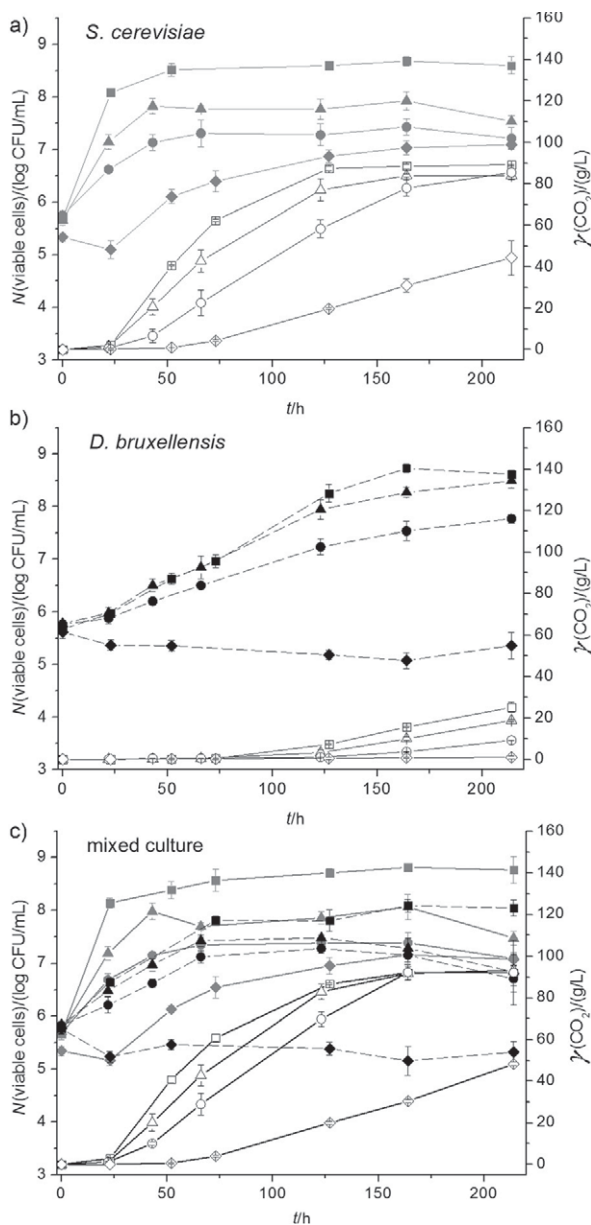 a)
S. cerevisiae
N(viable cells)/(log CFU/mL)
9
8
7
6
5
4
3
160
140
120
100
80
60
40
20
0
γ(CO₂)/(g/L)
0 50 100 150 200
t/h
b)
D. bruxellensis
N(viable cells)/(log CFU/mL)
9
8
7
6
5
4
3
160
140
120
100
80
60
40
20
0
γ(CO₂)/(g/L)
0 50 100 150 200
t/h
c)
mixed culture
N(viable cells)/(log CFU/mL)
9
8
7
6
5
4
3
160
140
120
100
80
60
40
20
0
γ(CO₂)/(g/L)
0 50 100 150 200
t/h